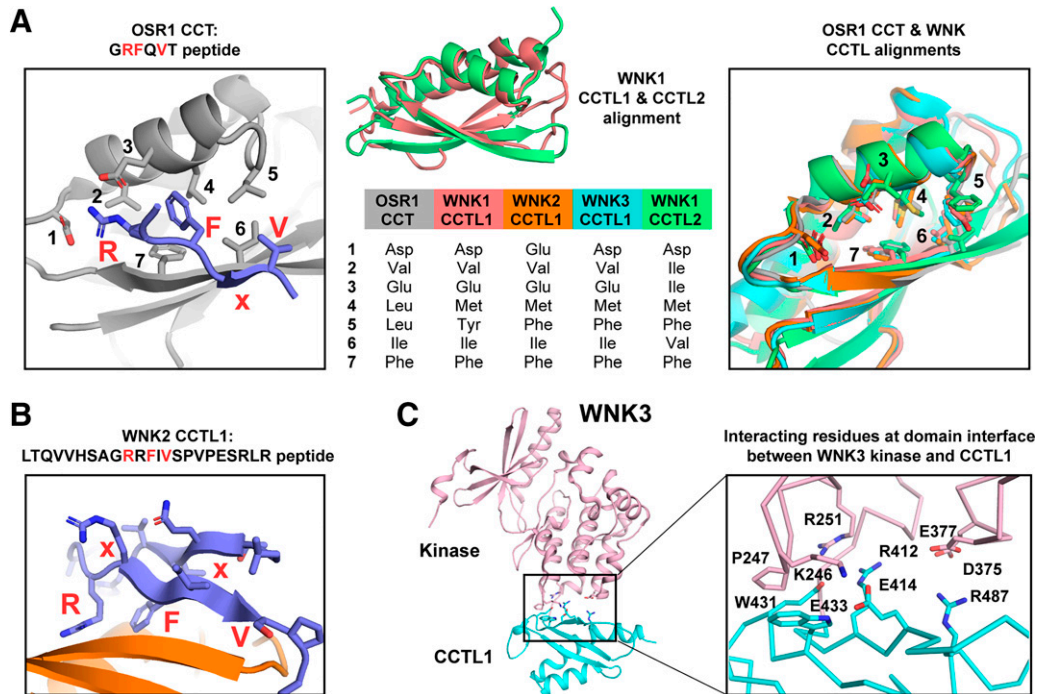 A
OSR1 CCT:
GRFQVT peptide
3
2
4
5
1
R
F
6
V
7
x
WNK1
CCTL1 & CCTL2
alignment
OSR1 CCT WNK1 CCTL1 WNK2 CCTL1 WNK3 CCTL1 WNK1 CCTL2
1 Asp Asp Glu Asp Asp
2 Val Val Val Val Ile
3 Glu Glu Glu Glu Ile
4 Leu Met Met Met Met
5 Leu Tyr Phe Phe Phe
6 Ile Ile Ile Ile Val
7 Phe Phe Phe Phe Phe
OSR1 CCT & WNK
CCTL alignments
3
5
4
2
6
7
1
B
WNK2 CCTL1:
LTQVVHSAGRRFIVSPVPESRLR peptide
x
x
R
F
V
C
WNK3
Kinase
CCTL1
Interacting residues at domain interface
between WNK3 kinase and CCTL1
R251
E377
P247
R412
K246
D375
W431
E414
E433
R487